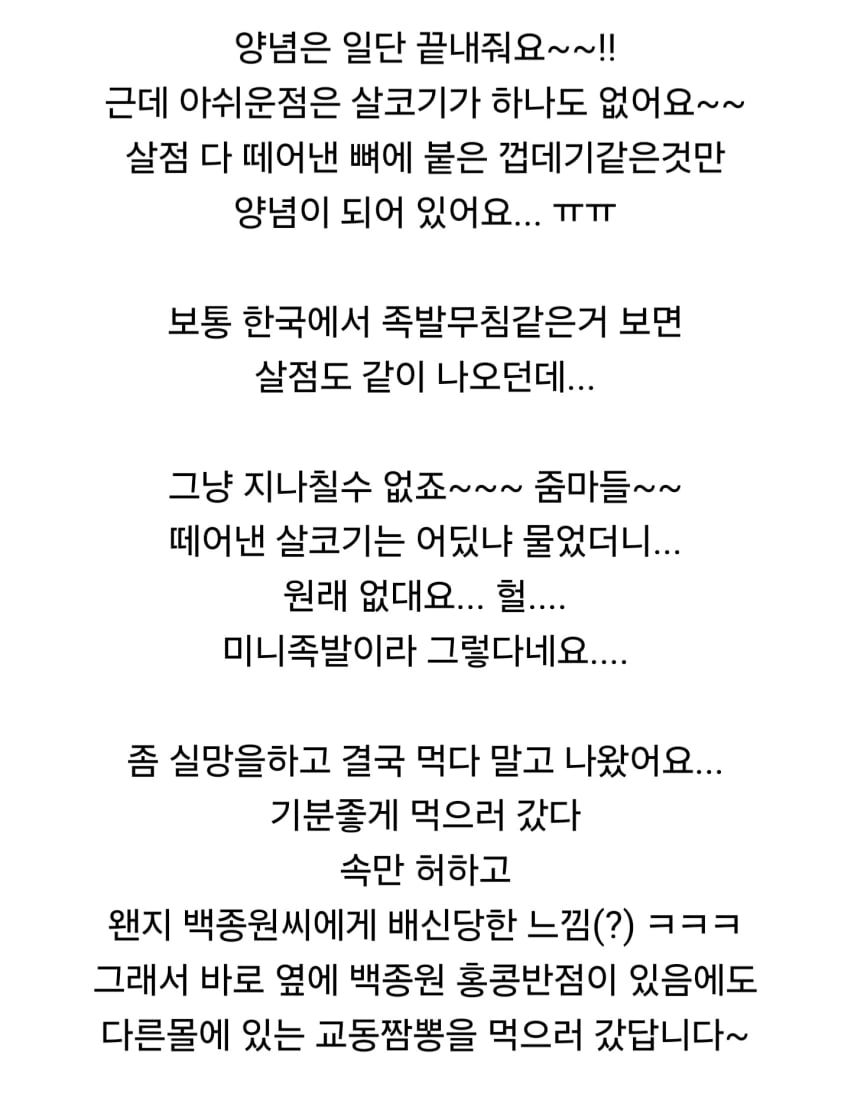 양념은 일단 끝내줘요~~!!
근데 아쉬운점은 살코기가 하나도 없어요~~
살점 다 떼어낸 뼈에 붙은 껍데기같은것만
양념이 되어 있어요... ㅠㅠ
보통 한국에서 족발무침같은거 보면
살점도 같이 나오던데...
그냥 지나칠수 없죠~~~ 줌마들~~
떼어낸 살코기는 어딨냐 물었더니...
원래 없대요... 헐....
미니족발이라 그렇다네요....
좀 실망을하고 결국 먹다 말고 나왔어요...
기분좋게 먹으러 갔다
속만 허하고
왠지 백종원씨에게 배신당한 느낌(?) ㅋㅋㅋ
그래서 바로 옆에 백종원 홍콩반점이 있음에도
다른몰에 있는 교동짬뽕을 먹으러 갔답니다~